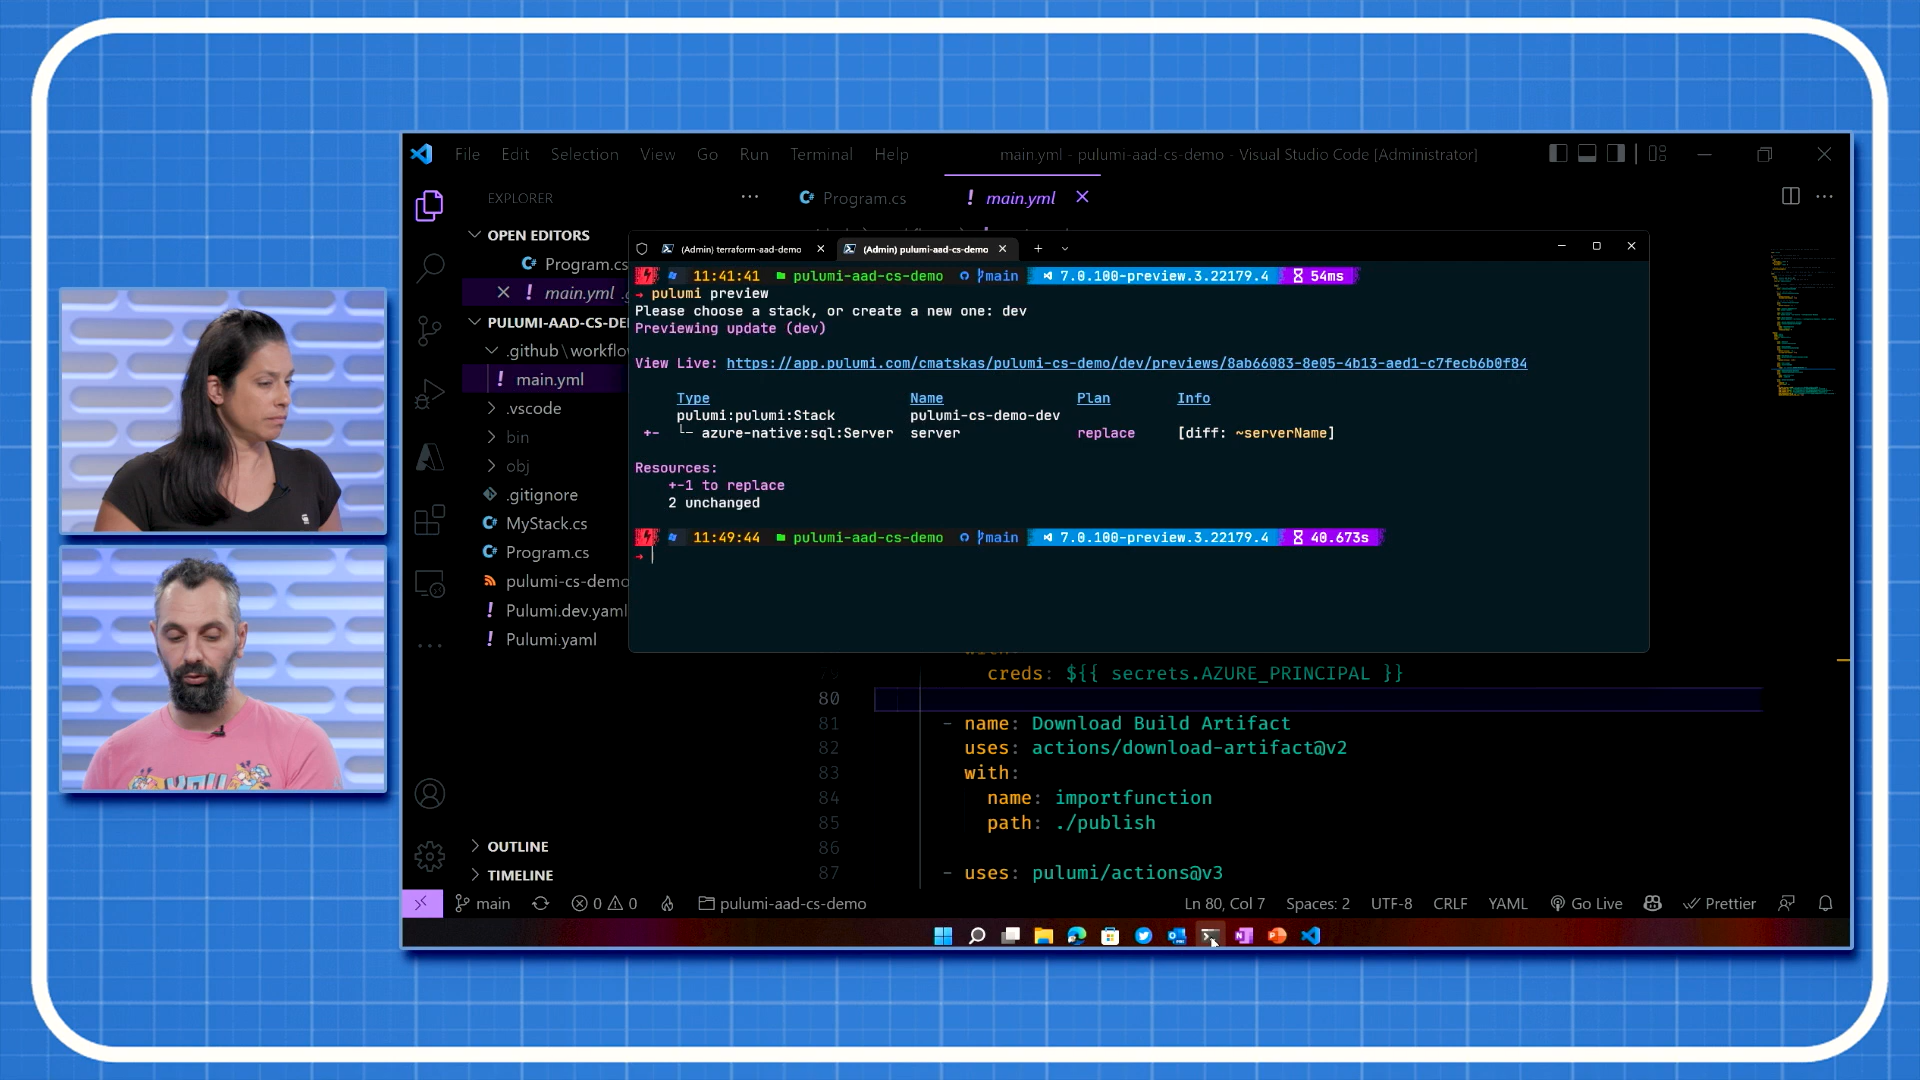 File Edit Selection View Go Run Terminal Help
main.yml - pulumi-aad-cs-demo - Visual Studio Code [Administrator]
EXPLORER
Program.cs
! main.yml
OPEN EDITORS
Program.cs
! main.yml
PULUMI-AAD-CS-DE
.github\workflo
! main.yml
.vscode
bin
obj
.gitignore
MyStack.cs
Program.cs
pulumi-cs-demo
! Pulumi.dev.yaml
! Pulumi.yaml
OUTLINE
TIMELINE
(Admin) terraform-aad-demo
(Admin) pulumi-aad-cs-demo
11:41:41 pulumi-aad-cs-demo main 7.0.100-preview.3.22179.4 54ms
→ pulumi preview
Please choose a stack, or create a new one: dev
Previewing update (dev)
View Live: https://app.pulumi.com/cmatskas/pulumi-cs-demo/dev/previews/8ab66083-8e05-4b13-aed1-c7fecb6b0f84
Type Name Plan Info
pulumi:pulumi:Stack pulumi-cs-demo-dev
+- └─ azure-native:sql:Server server replace [diff: ~serverName]
Resources:
+-1 to replace
2 unchanged
11:49:44 pulumi-aad-cs-demo main 7.0.100-preview.3.22179.4 40.673s
→
79 creds: ${{ secrets.AZURE_PRINCIPAL }}
80
81 - name: Download Build Artifact
82 uses: actions/download-artifact@v2
83 with:
84 name: importfunction
85 path: ./publish
86
87 - uses: pulumi/actions@v3
main 0 0 pulumi-aad-cs-demo Ln 80, Col 7 Spaces: 2 UTF-8 CRLF YAML Go Live Prettier